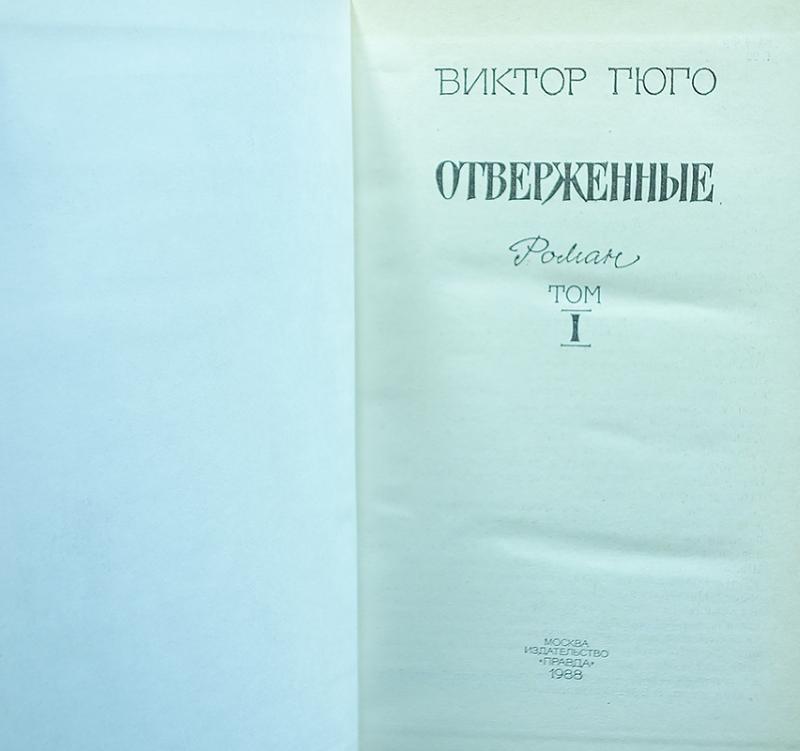 ВИКТОР ГЮГО
ОТВЕРЖЕННЫЕ
Роман
ТОМ
I
МОСКВА
ИЗДАТЕЛЬСТВО
«ПРАВДА»
1988